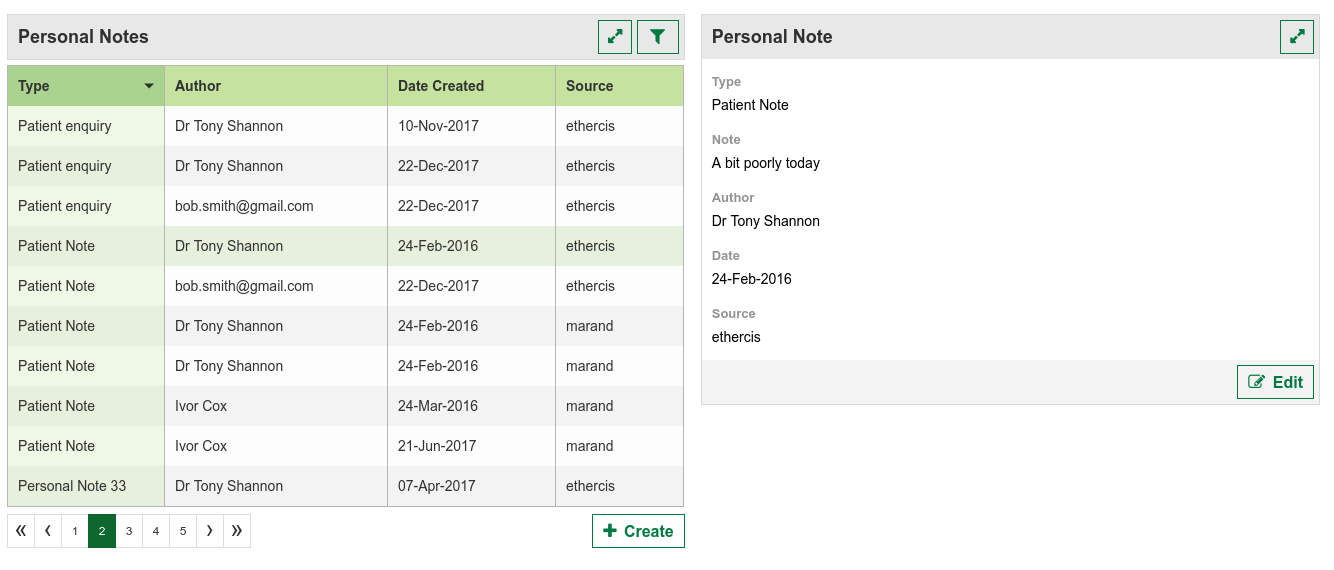 Personal Notes
Type Author Date Created Source
Patient enquiry Dr Tony Shannon 10-Nov-2017 ethercis
Patient enquiry Dr Tony Shannon 22-Dec-2017 ethercis
Patient enquiry bob.smith@gmail.com 22-Dec-2017 ethercis
Patient Note Dr Tony Shannon 24-Feb-2016 ethercis
Patient Note bob.smith@gmail.com 22-Dec-2017 ethercis
Patient Note Dr Tony Shannon 24-Feb-2016 marand
Patient Note Dr Tony Shannon 24-Feb-2016 marand
Patient Note Ivor Cox 24-Mar-2016 marand
Patient Note Ivor Cox 21-Jun-2017 marand
Personal Note 33 Dr Tony Shannon 07-Apr-2017 ethercis
« ‹ 1 2 3 4 5 › »
Create
Personal Note
Type
Patient Note
Note
A bit poorly today
Author
Dr Tony Shannon
Date
24-Feb-2016
Source
ethercis
Edit